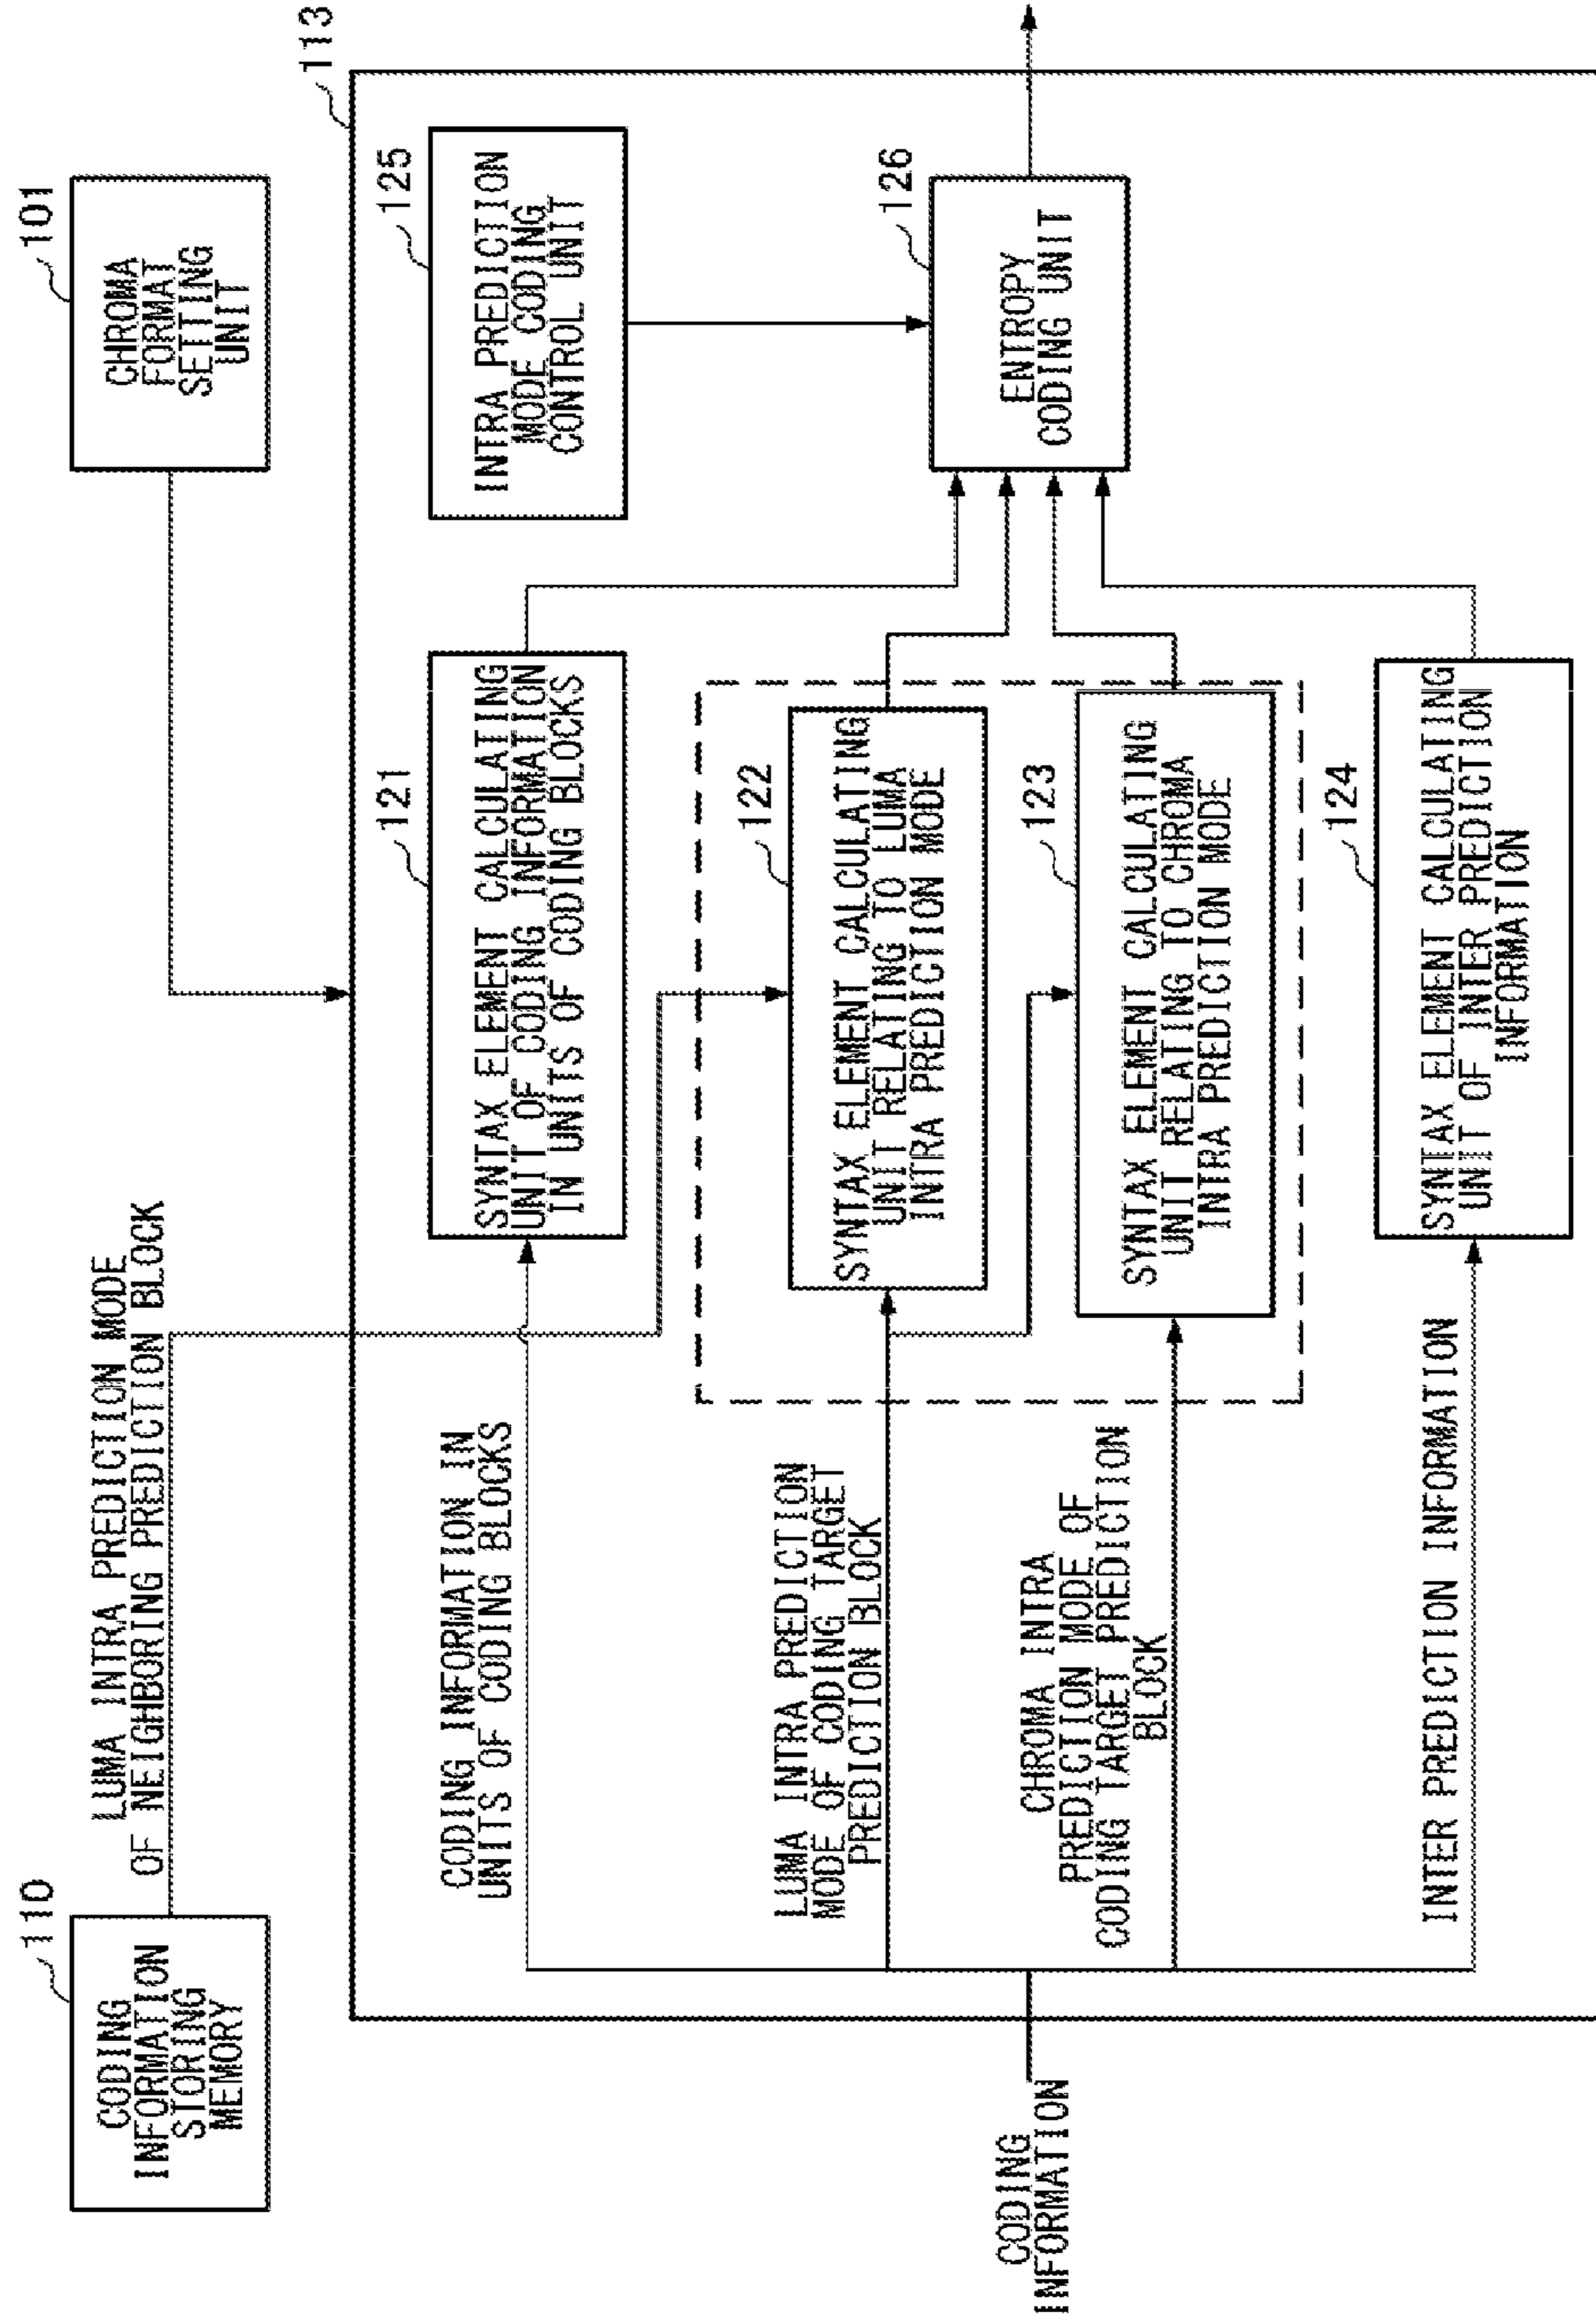 110
CODING
INFORMATION
STORING
MEMORY
LUMA INTRA PREDICTION MODE
OF NEIGHBORING PREDICTION BLOCK
101
CHROMA
FORMAT
SETTING
UNIT
113
CODING
INFORMATION
CODING INFORMATION IN
UNITS OF CODING BLOCKS
121
SYNTAX ELEMENT CALCULATING
UNIT OF CODING INFORMATION
IN UNITS OF CODING BLOCKS
125
INTRA PREDICTION
MODE CODING
CONTROL UNIT
LUMA INTRA PREDICTION
MODE OF CODING TARGET
PREDICTION BLOCK
122
SYNTAX ELEMENT CALCULATING
UNIT RELATING TO LUMA
INTRA PREDICTION MODE
126
ENTROPY
CODING UNIT
CHROMA INTRA
PREDICTION MODE OF
CODING TARGET PREDICTION
BLOCK
123
SYNTAX ELEMENT CALCULATING
UNIT RELATING TO CHROMA
INTRA PREDICTION MODE
INTER PREDICTION INFORMATION
124
SYNTAX ELEMENT CALCULATING
UNIT OF INTER PREDICTION
INFORMATION